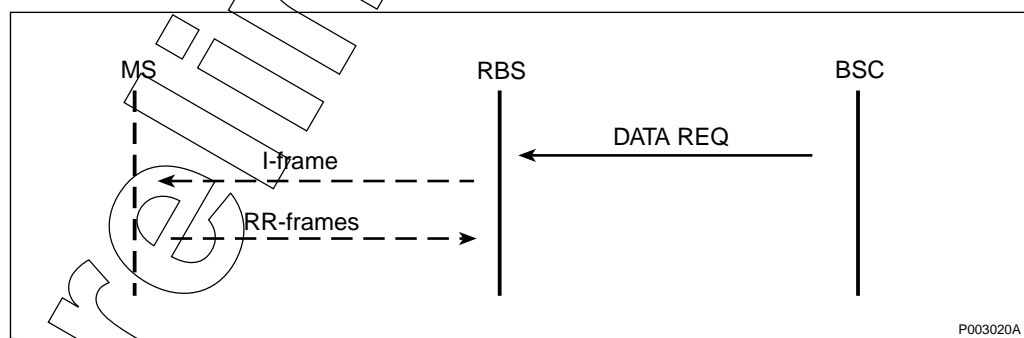 MS
RBS
BSC
DATA REQ
I-frame
RR-frames
P003020A